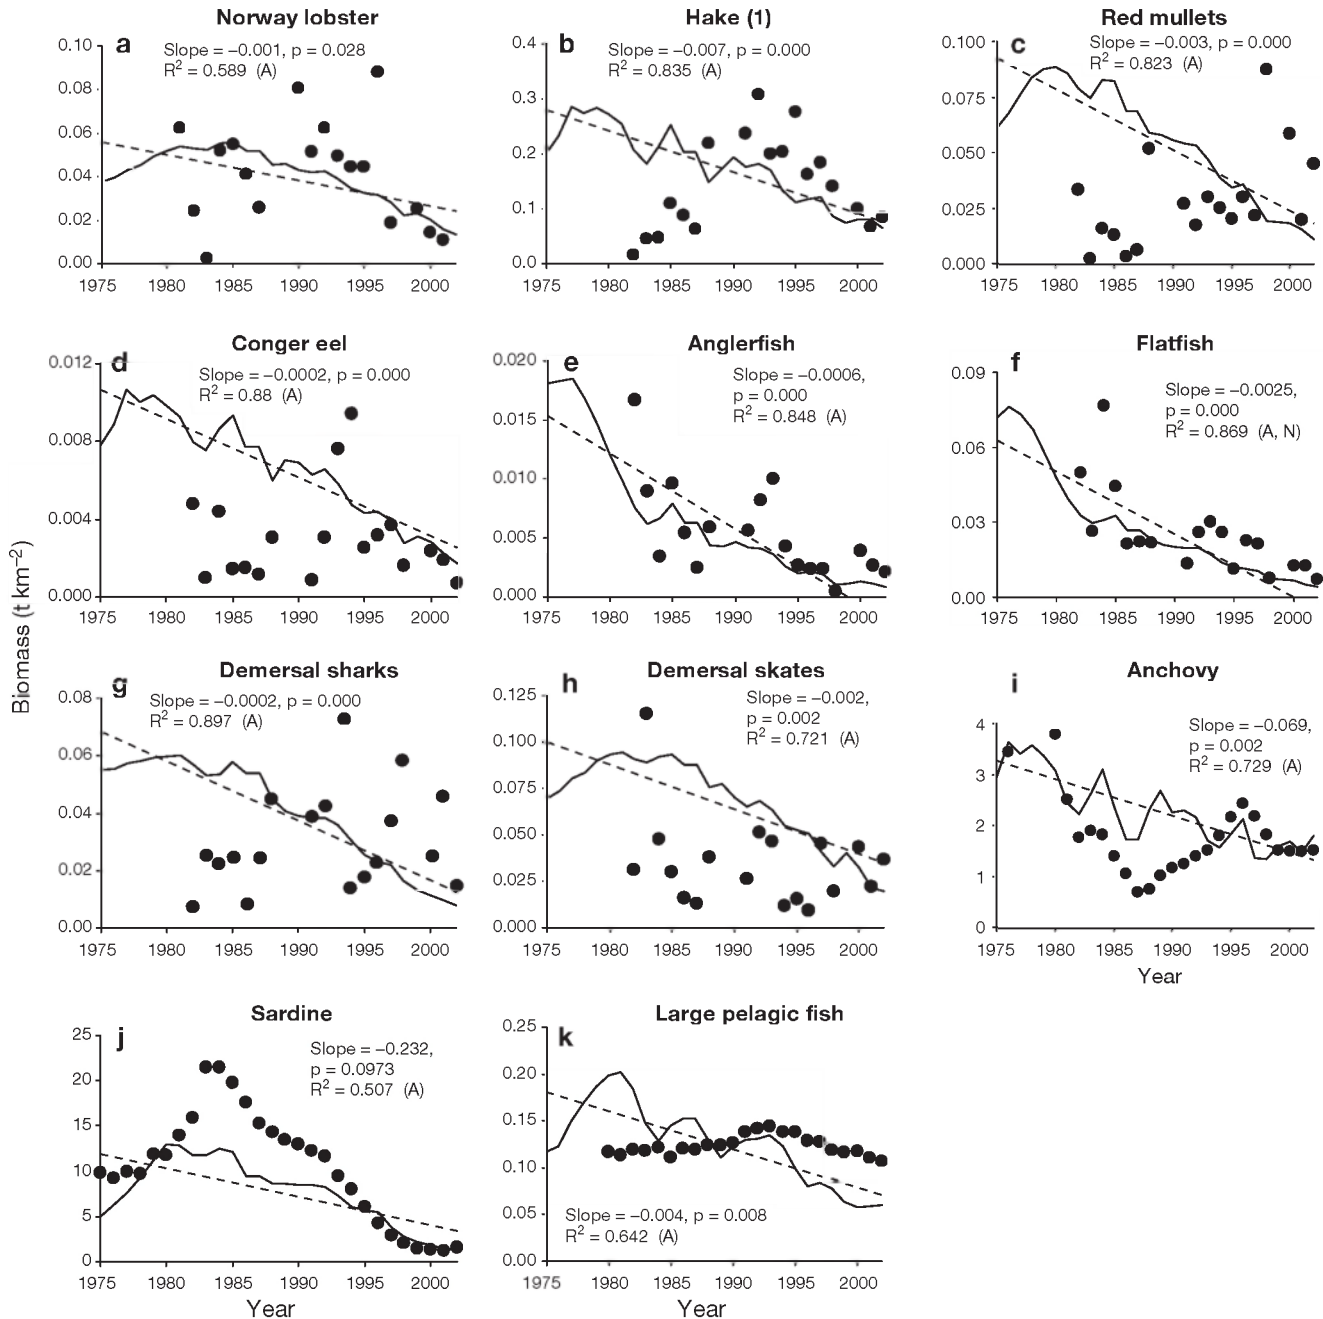 Norway lobster
a
Slope = –0.001, p = 0.028
R² = 0.589 (A)
0.10
0.08
0.06
0.04
0.02
0.00
1975 1980 1985 1990 1995 2000
Hake (1)
b
Slope = –0.007, p = 0.000
R² = 0.835 (A)
0.4
0.3
0.2
0.1
0.0
1975 1980 1985 1990 1995 2000
Red mullets
c
Slope = –0.003, p = 0.000
R² = 0.823 (A)
0.100
0.075
0.050
0.025
0.000
1975 1980 1985 1990 1995 2000
Conger eel
d
Slope = –0.0002, p = 0.000
R² = 0.88 (A)
0.012
0.008
0.004
0.000
1975 1980 1985 1990 1995 2000
Anglerfish
e
Slope = –0.0006,
p = 0.000
R² = 0.848 (A)
0.020
0.015
0.010
0.005
0.000
1975 1980 1985 1990 1995 2000
Flatfish
f
Slope = –0.0025,
p = 0.000
R² = 0.869 (A, N)
0.09
0.06
0.03
0.00
1975 1980 1985 1990 1995 2000
Biomass (t km⁻²)
Demersal sharks
g
Slope = –0.0002, p = 0.000
R² = 0.897 (A)
0.08
0.06
0.04
0.02
0.00
1975 1980 1985 1990 1995 2000
Demersal skates
h
Slope = –0.002,
p = 0.002
R² = 0.721 (A)
0.125
0.100
0.075
0.050
0.025
0.000
1975 1980 1985 1990 1995 2000
Anchovy
i
Slope = –0.069,
p = 0.002
R² = 0.729 (A)
4
3
2
1
0
1975 1980 1985 1990 1995 2000
Year
Sardine
j
Slope = –0.232,
p = 0.0973
R² = 0.507 (A)
25
20
15
10
5
0
1975 1980 1985 1990 1995 2000
Year
Large pelagic fish
k
0.25
0.20
0.15
0.10
0.05
0.00
Slope = –0.004, p = 0.008
R² = 0.642 (A)
1975 1980 1985 1990 1995 2000
Year